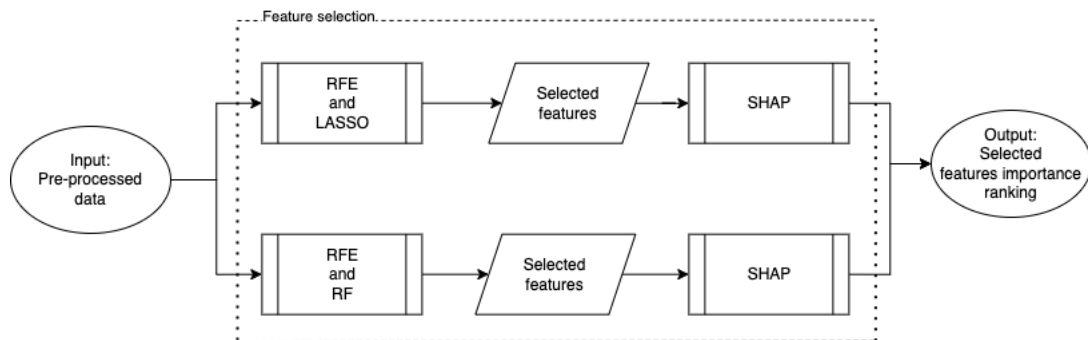 Feature selection
Input:
Pre-processed
data
RFE
and
LASSO
Selected
features
SHAP
RFE
and
RF
Selected
features
SHAP
Output:
Selected
features importance
ranking